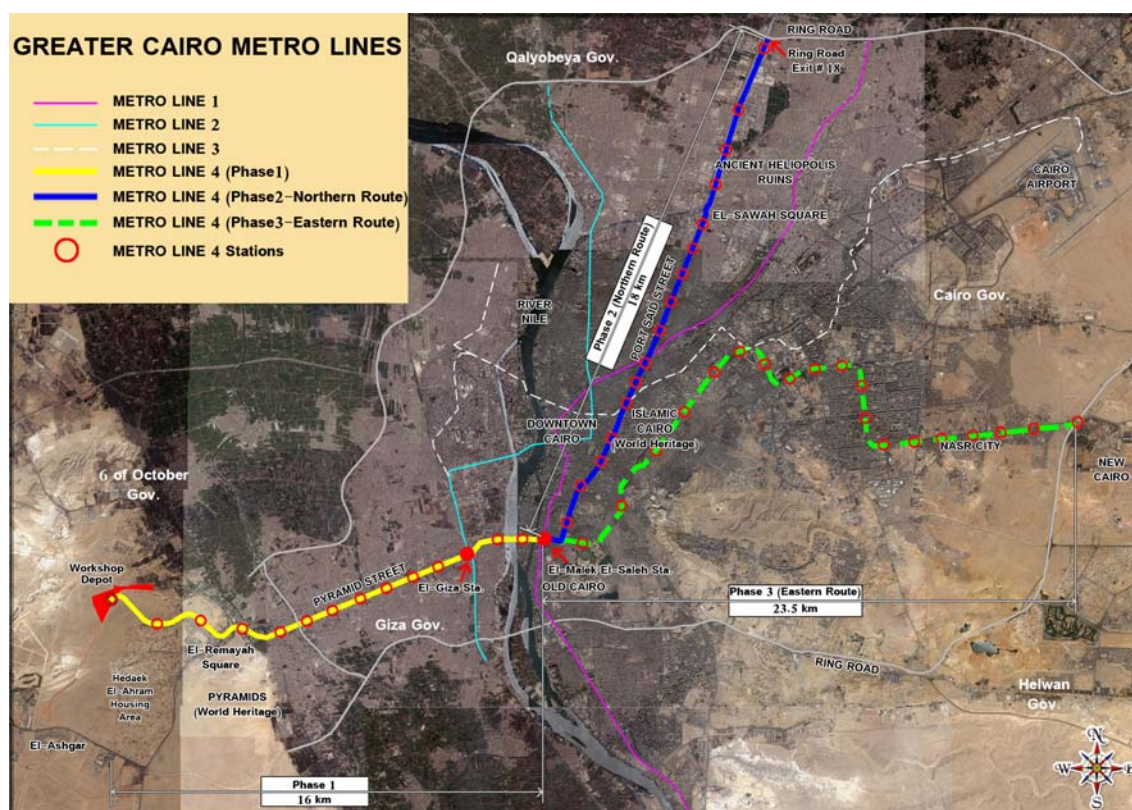 GREATER CAIRO METRO LINES
METRO LINE 1
METRO LINE 2
METRO LINE 3
METRO LINE 4 (Phase1)
METRO LINE 4 (Phase2-Northern Route)
METRO LINE 4 (Phase3-Eastern Route)
METRO LINE 4 Stations
RING ROAD
Ring Road
Exit # 18
Qalyobeya Gov.
ANCIENT HELIOPOLIS
RUINS
CAIRO
AIRPORT
EL-SAWAH SQUARE
Phase 2 (Northern Route)
18 km
PORT SAID STREET
RIVER
NILE
Cairo Gov.
DOWNTOWN
CAIRO
ISLAMIC
CAIRO
(World Heritage)
NASR CITY
NEW
CAIRO
6 of October
Gov.
Workshop
Depot
PYRAMID STREET
El-Giza Sta.
El-Malek El-Saleh Sta.
OLD CAIRO
Phase 3 (Eastern Route)
23.5 km
Giza Gov.
El-Remayah
Square
RING ROAD
Hedaek
El-Ahram
Housing
Area
PYRAMIDS
(World Heritage)
Helwan
Gov.
El-Ashgar
Phase 1
16 km
N
W
E
S